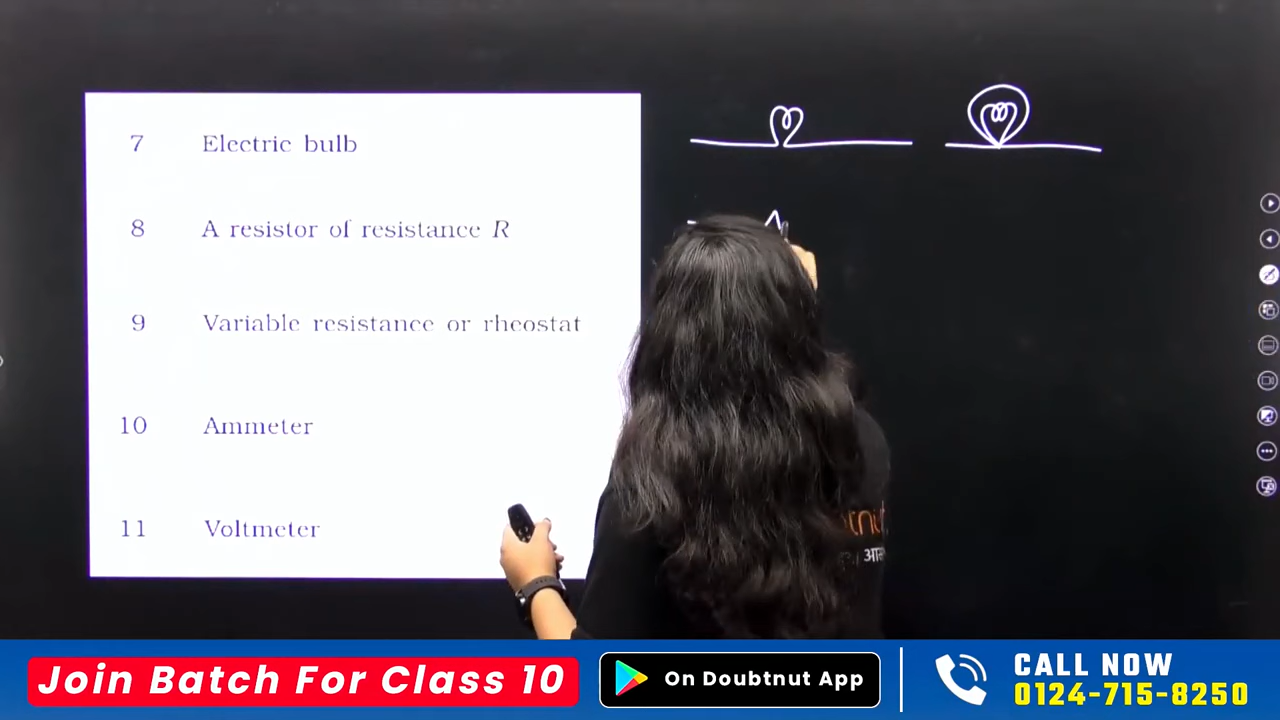 7 Electric bulb
8 A resistor of resistance R
9 Variable resistance or rheostat
10 Ammeter
11 Voltmeter
Join Batch For Class 10
On Doubtnut App
CALL NOW
0124-715-8250